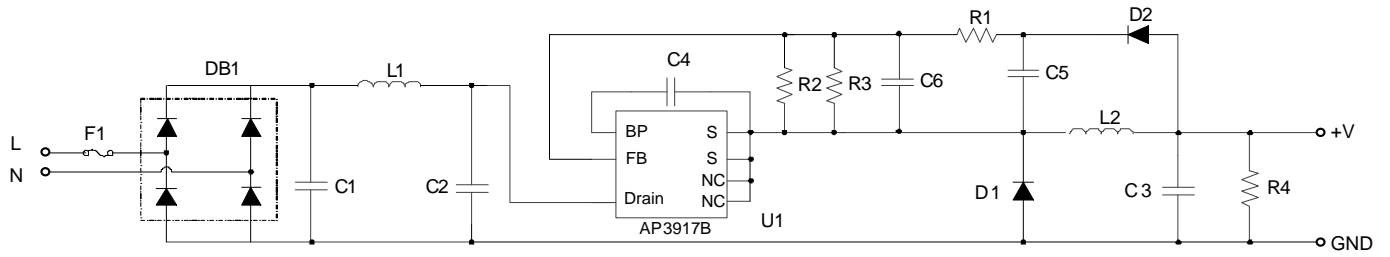 R1
D2
DB1
L1
C4
R2
R3
C6
C5
F1
L
N
BP
S
FB
S
NC
Drain
NC
AP3917B
U1
L2
+V
C1
C2
D1
C3
R4
GND